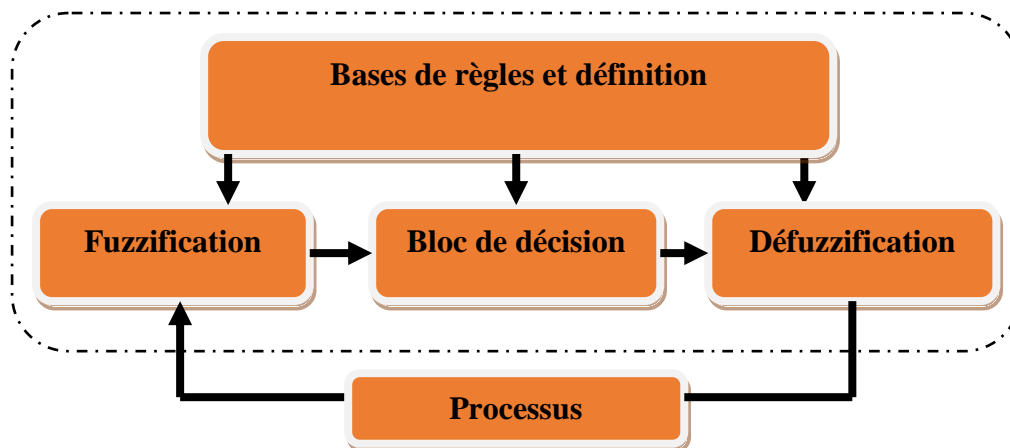 Bases de règles et définition
Fuzzification
Bloc de décision
Défuzzification
Processus